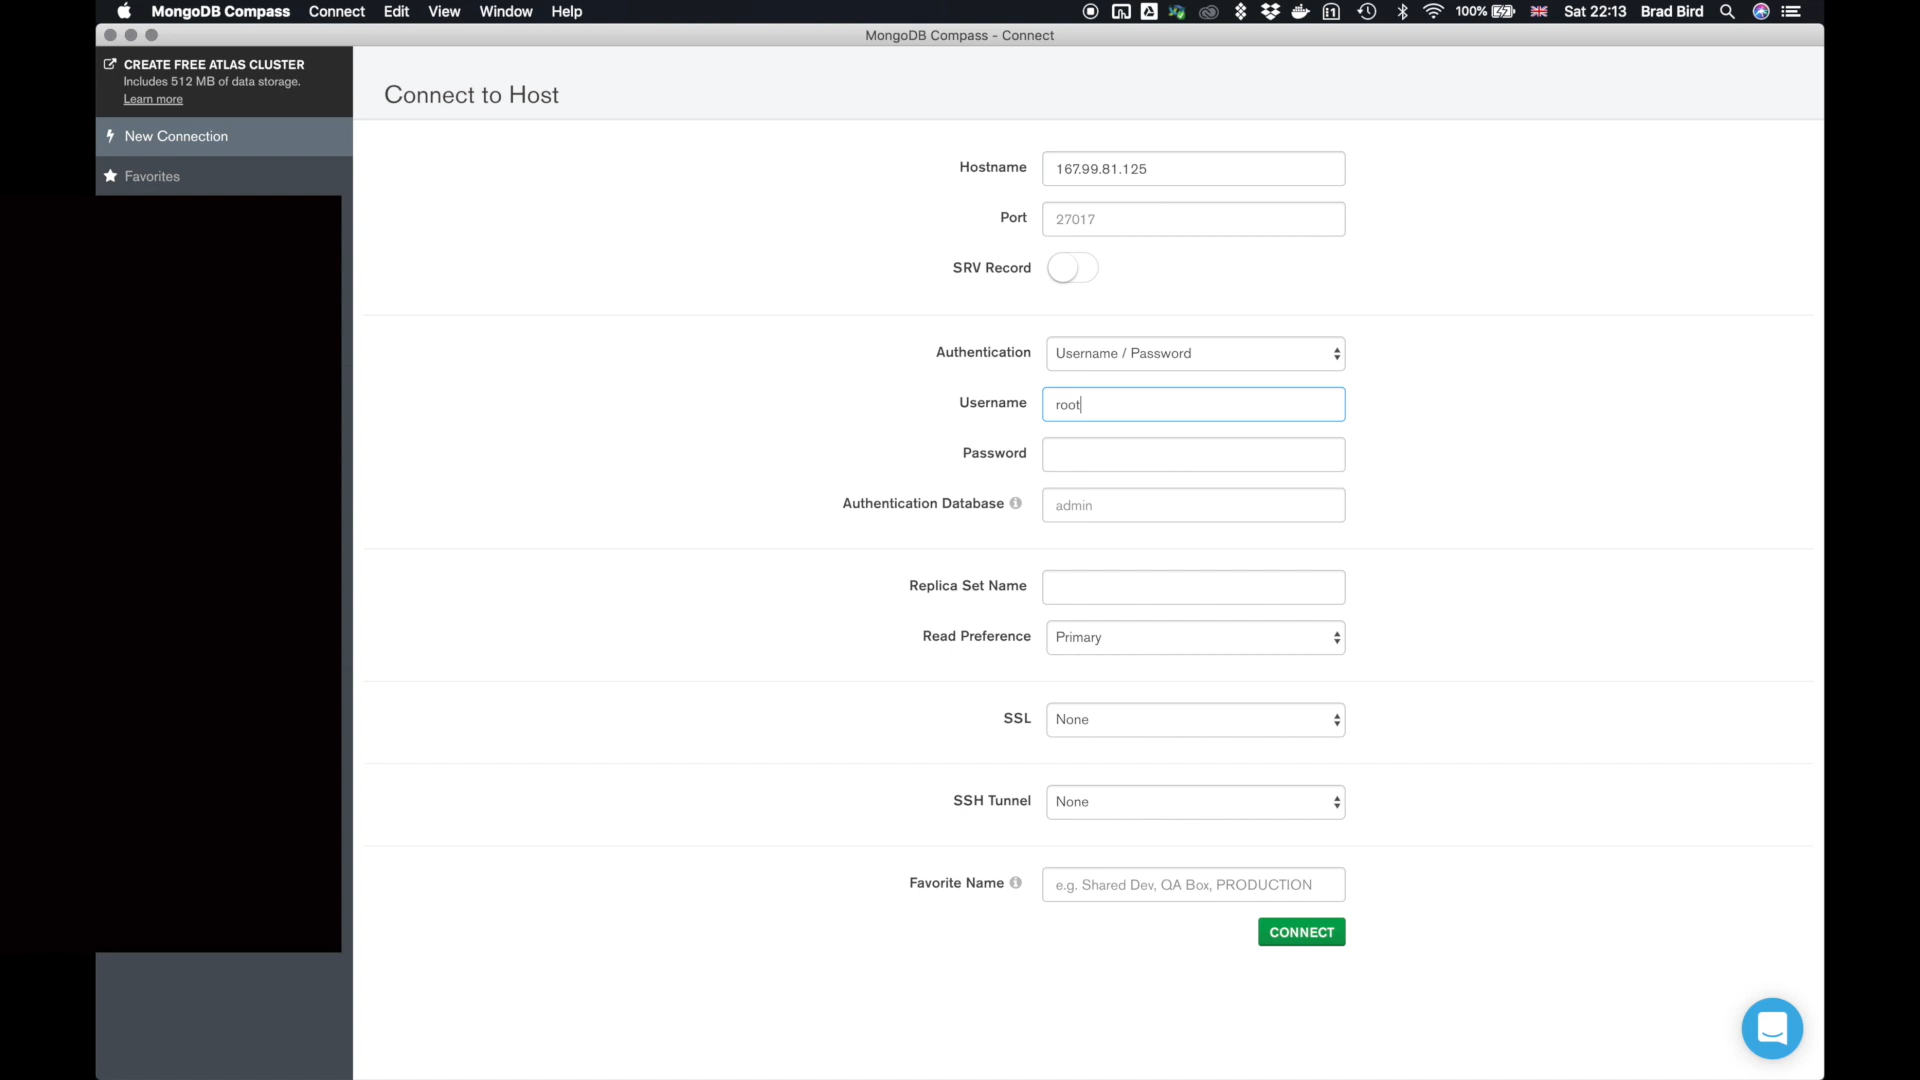 MongoDB Compass Connect Edit View Window Help 100% Sat 22:13 Brad Bird
MongoDB Compass - Connect
CREATE FREE ATLAS CLUSTER
Includes 512 MB of data storage.
Learn more
New Connection
Favorites
Connect to Host
Hostname 167.99.81.125
Port 27017
SRV Record
Authentication Username / Password
Username root
Password
Authentication Database admin
Replica Set Name
Read Preference Primary
SSL None
SSH Tunnel None
Favorite Name e.g. Shared Dev, QA Box, PRODUCTION
CONNECT